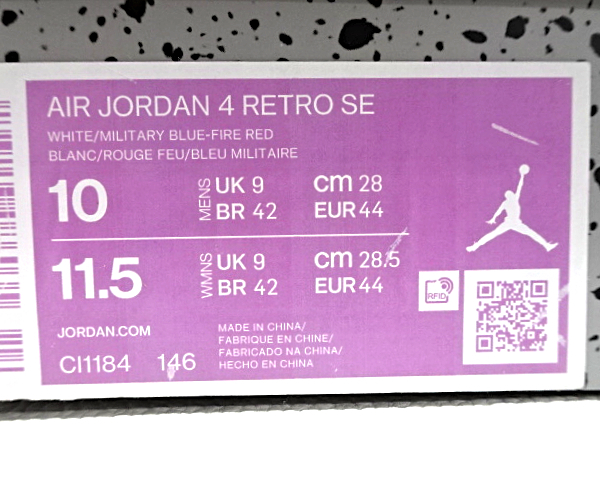 AIR JORDAN 4 RETRO SE
WHITE/MILITARY BLUE-FIRE RED
BLANC/ROUGE FEU/BLEU MILITAIRE
10 MENS UK 9 cm 28
BR 42 EUR 44
11.5 WMNS UK 9 cm 28.5
BR 42 EUR 44
RFID
JORDAN.COM
CI1184 146
MADE IN CHINA/
FABRIQUE EN CHINE/
FABRICADO NA CHINA/
HECHO EN CHINA